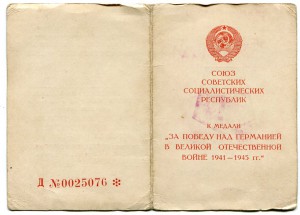 Д №0025076 ✻
СОЮЗ
СОВЕТСКИХ
СОЦИАЛИСТИЧЕСКИХ
РЕСПУБЛИК
К МЕДАЛИ
„ЗА ПОБЕДУ НАД ГЕРМАНИЕЙ
В ВЕЛИКОЙ ОТЕЧЕСТВЕННОЙ
ВОЙНЕ 1941—1945 гг.“